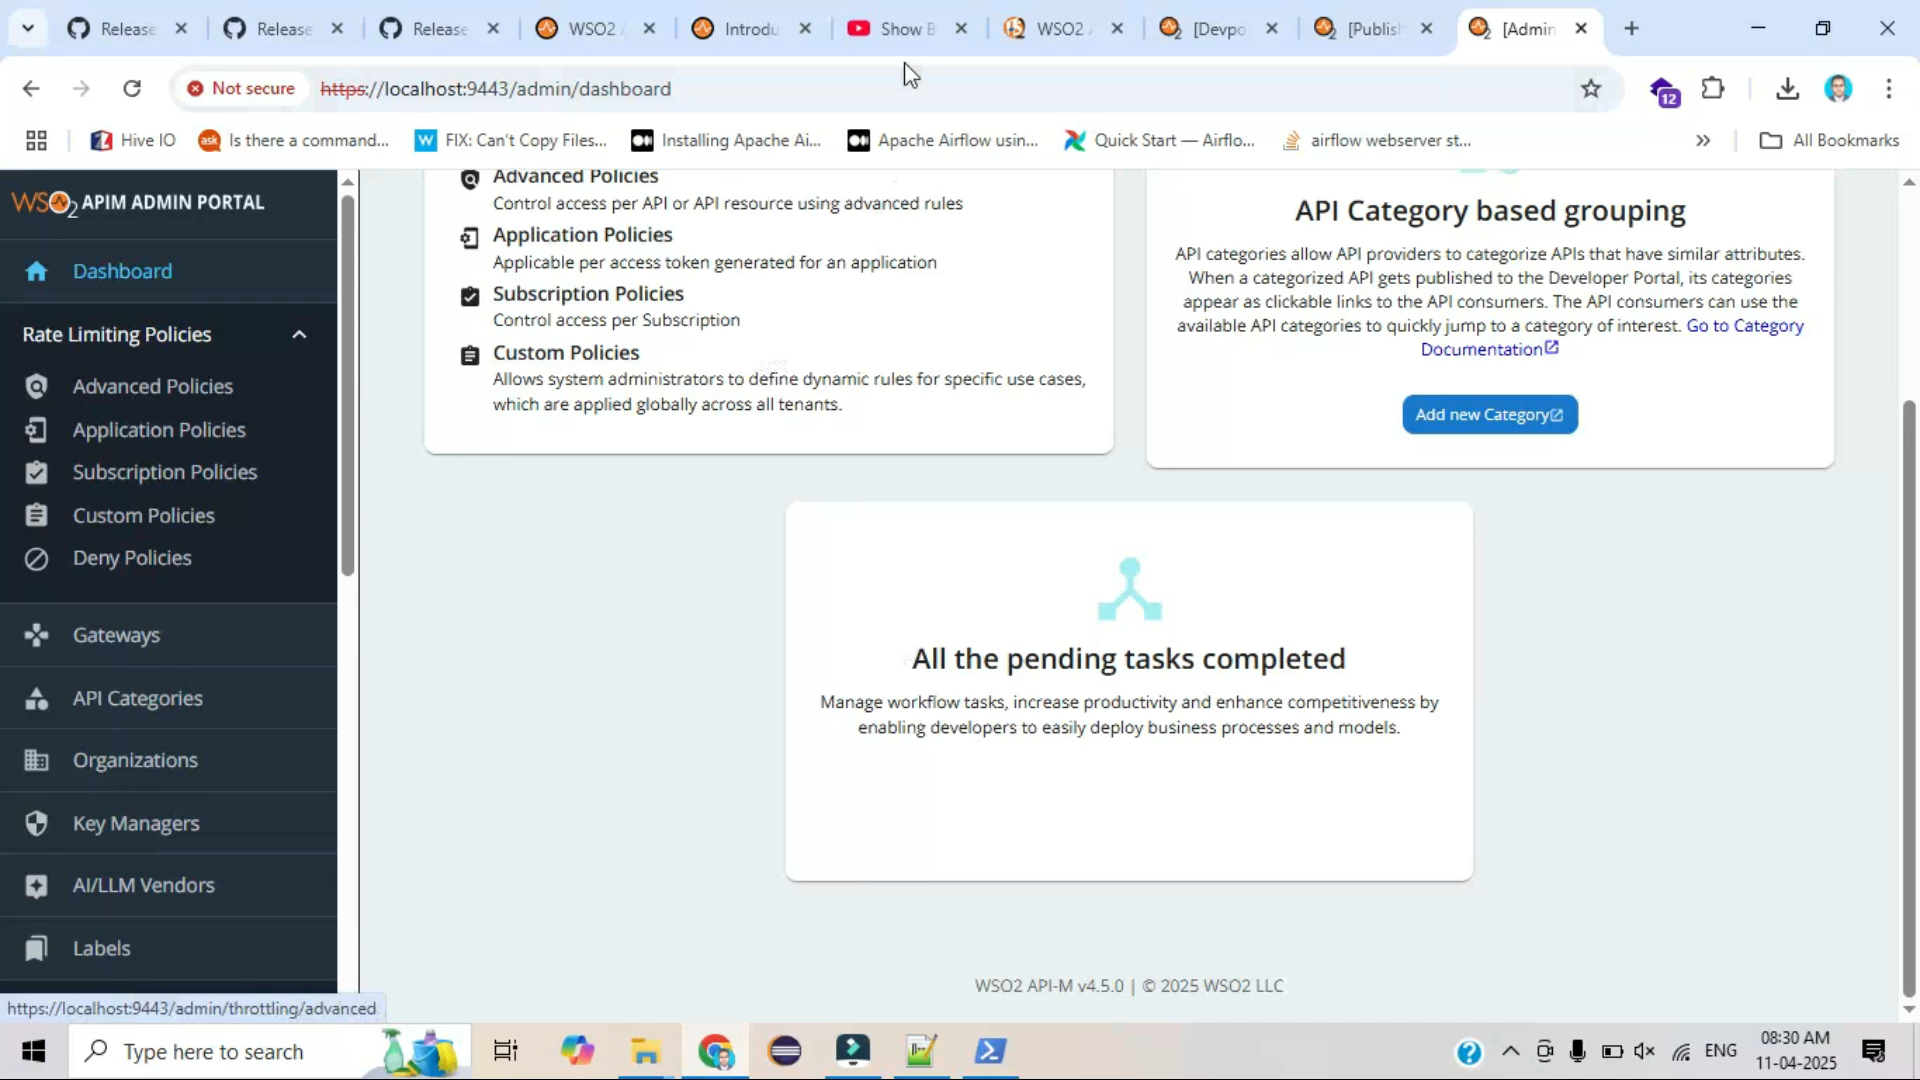 Release
Release
Release
WSO2 A
Introdu
Show B
WSO2 A
[Devpo
[Publis
[Admin
Not secure
https://localhost:9443/admin/dashboard
12
Hive IO
ask
Is there a command...
W
FIX: Can't Copy Files...
Installing Apache Ai...
Apache Airflow usin...
Quick Start — Airflo...
airflow webserver st...
All Bookmarks
WSO2 APIM ADMIN PORTAL
Dashboard
Rate Limiting Policies
Advanced Policies
Application Policies
Subscription Policies
Custom Policies
Deny Policies
Gateways
API Categories
Organizations
Key Managers
AI/LLM Vendors
Labels
https://localhost:9443/admin/throttling/advanced
Advanced Policies
Control access per API or API resource using advanced rules
Application Policies
Applicable per access token generated for an application
Subscription Policies
Control access per Subscription
Custom Policies
Allows system administrators to define dynamic rules for specific use cases,
which are applied globally across all tenants.
API Category based grouping
API categories allow API providers to categorize APIs that have similar attributes.
When a categorized API gets published to the Developer Portal, its categories
appear as clickable links to the API consumers. The API consumers can use the
available API categories to quickly jump to a category of interest. Go to Category
Documentation
Add new Category
All the pending tasks completed
Manage workflow tasks, increase productivity and enhance competitiveness by
enabling developers to easily deploy business processes and models.
WSO2 API-M v4.5.0 | © 2025 WSO2 LLC
Type here to search
ENG
08:30 AM
11-04-2025